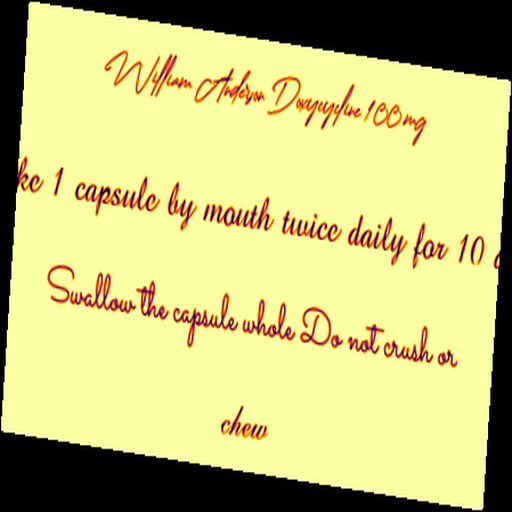 William Anderson Doxycycline 100mg
ke 1 capsule by mouth twice daily for 10
Swallow the capsule whole Do not crush or
chew